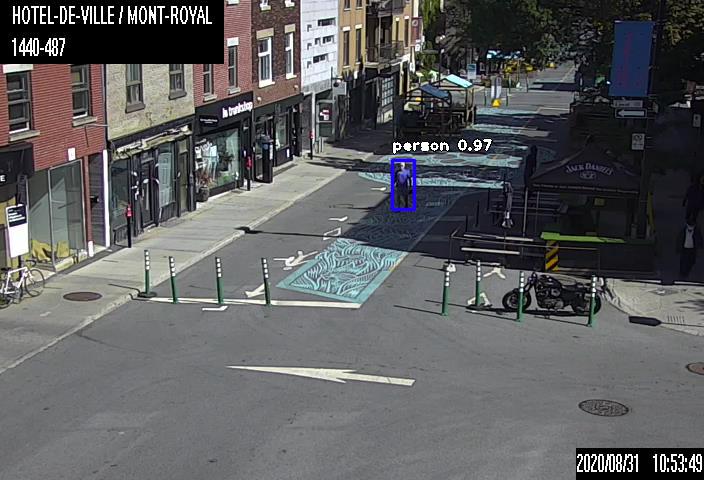 HOTEL-DE-VILLE / MONT-ROYAL
1440-487
person 0.97
JACK DANIEL'S
2020/08/31 10:53:49